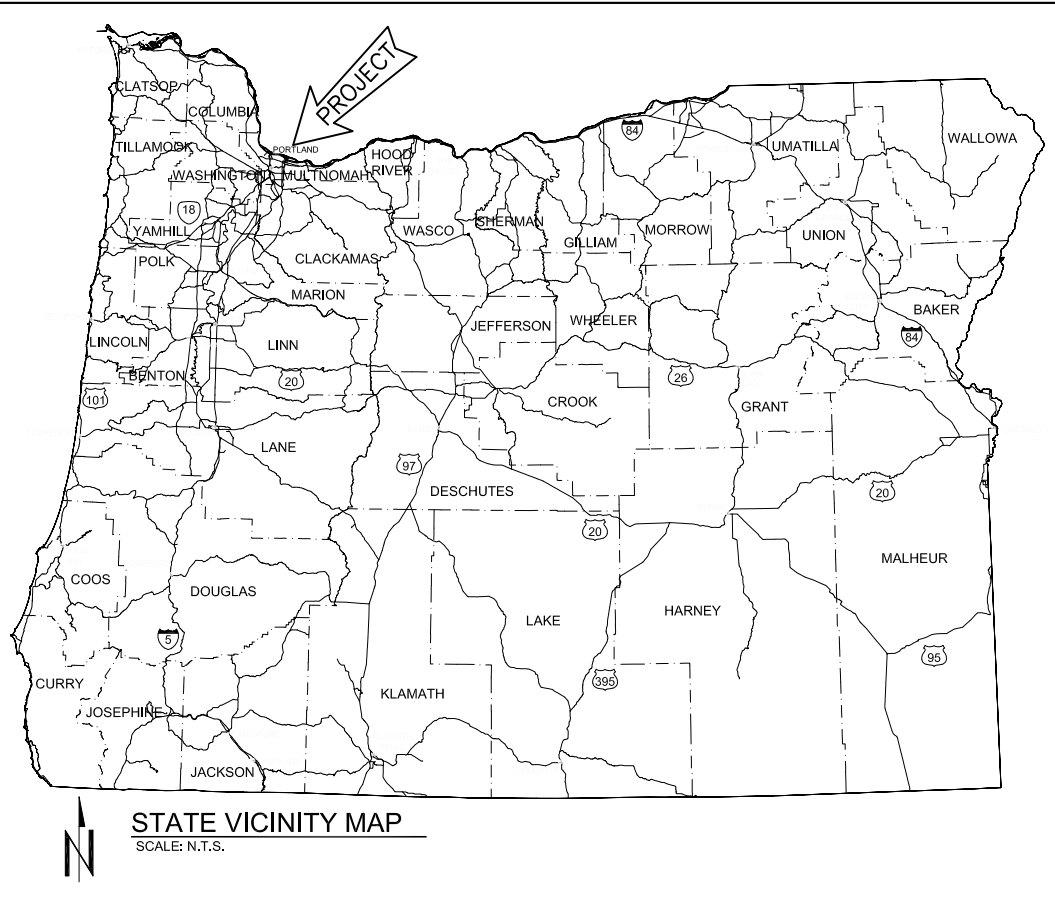 PROJECT
CLATSOP
COLUMBIA
PORTLAND
TILLAMOOK
HOOD
RIVER
WASHINGTON
MULTNOMAH
84
UMATILLA
WALLOWA
18
YAMHILL
WASCO
SHERMAN
GILLIAM
MORROW
UNION
POLK
CLACKAMAS
MARION
JEFFERSON
WHEELER
BAKER
LINCOLN
LINN
84
BENTON
20
26
101
CROOK
GRANT
LANE
97
DESCHUTES
20
20
MALHEUR
COOS
DOUGLAS
LAKE
HARNEY
5
95
CURRY
395
KLAMATH
JOSEPHINE
JACKSON
N
STATE VICINITY MAP
SCALE: N.T.S.